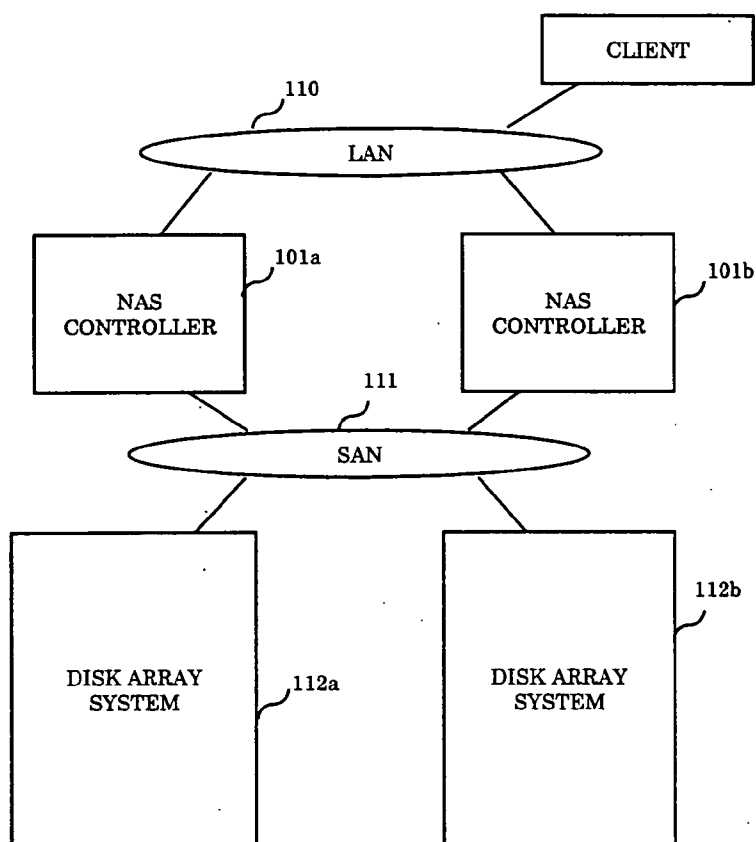 CLIENT
110
LAN
101a
NAS
CONTROLLER
101b
NAS
CONTROLLER
111
SAN
112a
DISK ARRAY
SYSTEM
112b
DISK ARRAY
SYSTEM